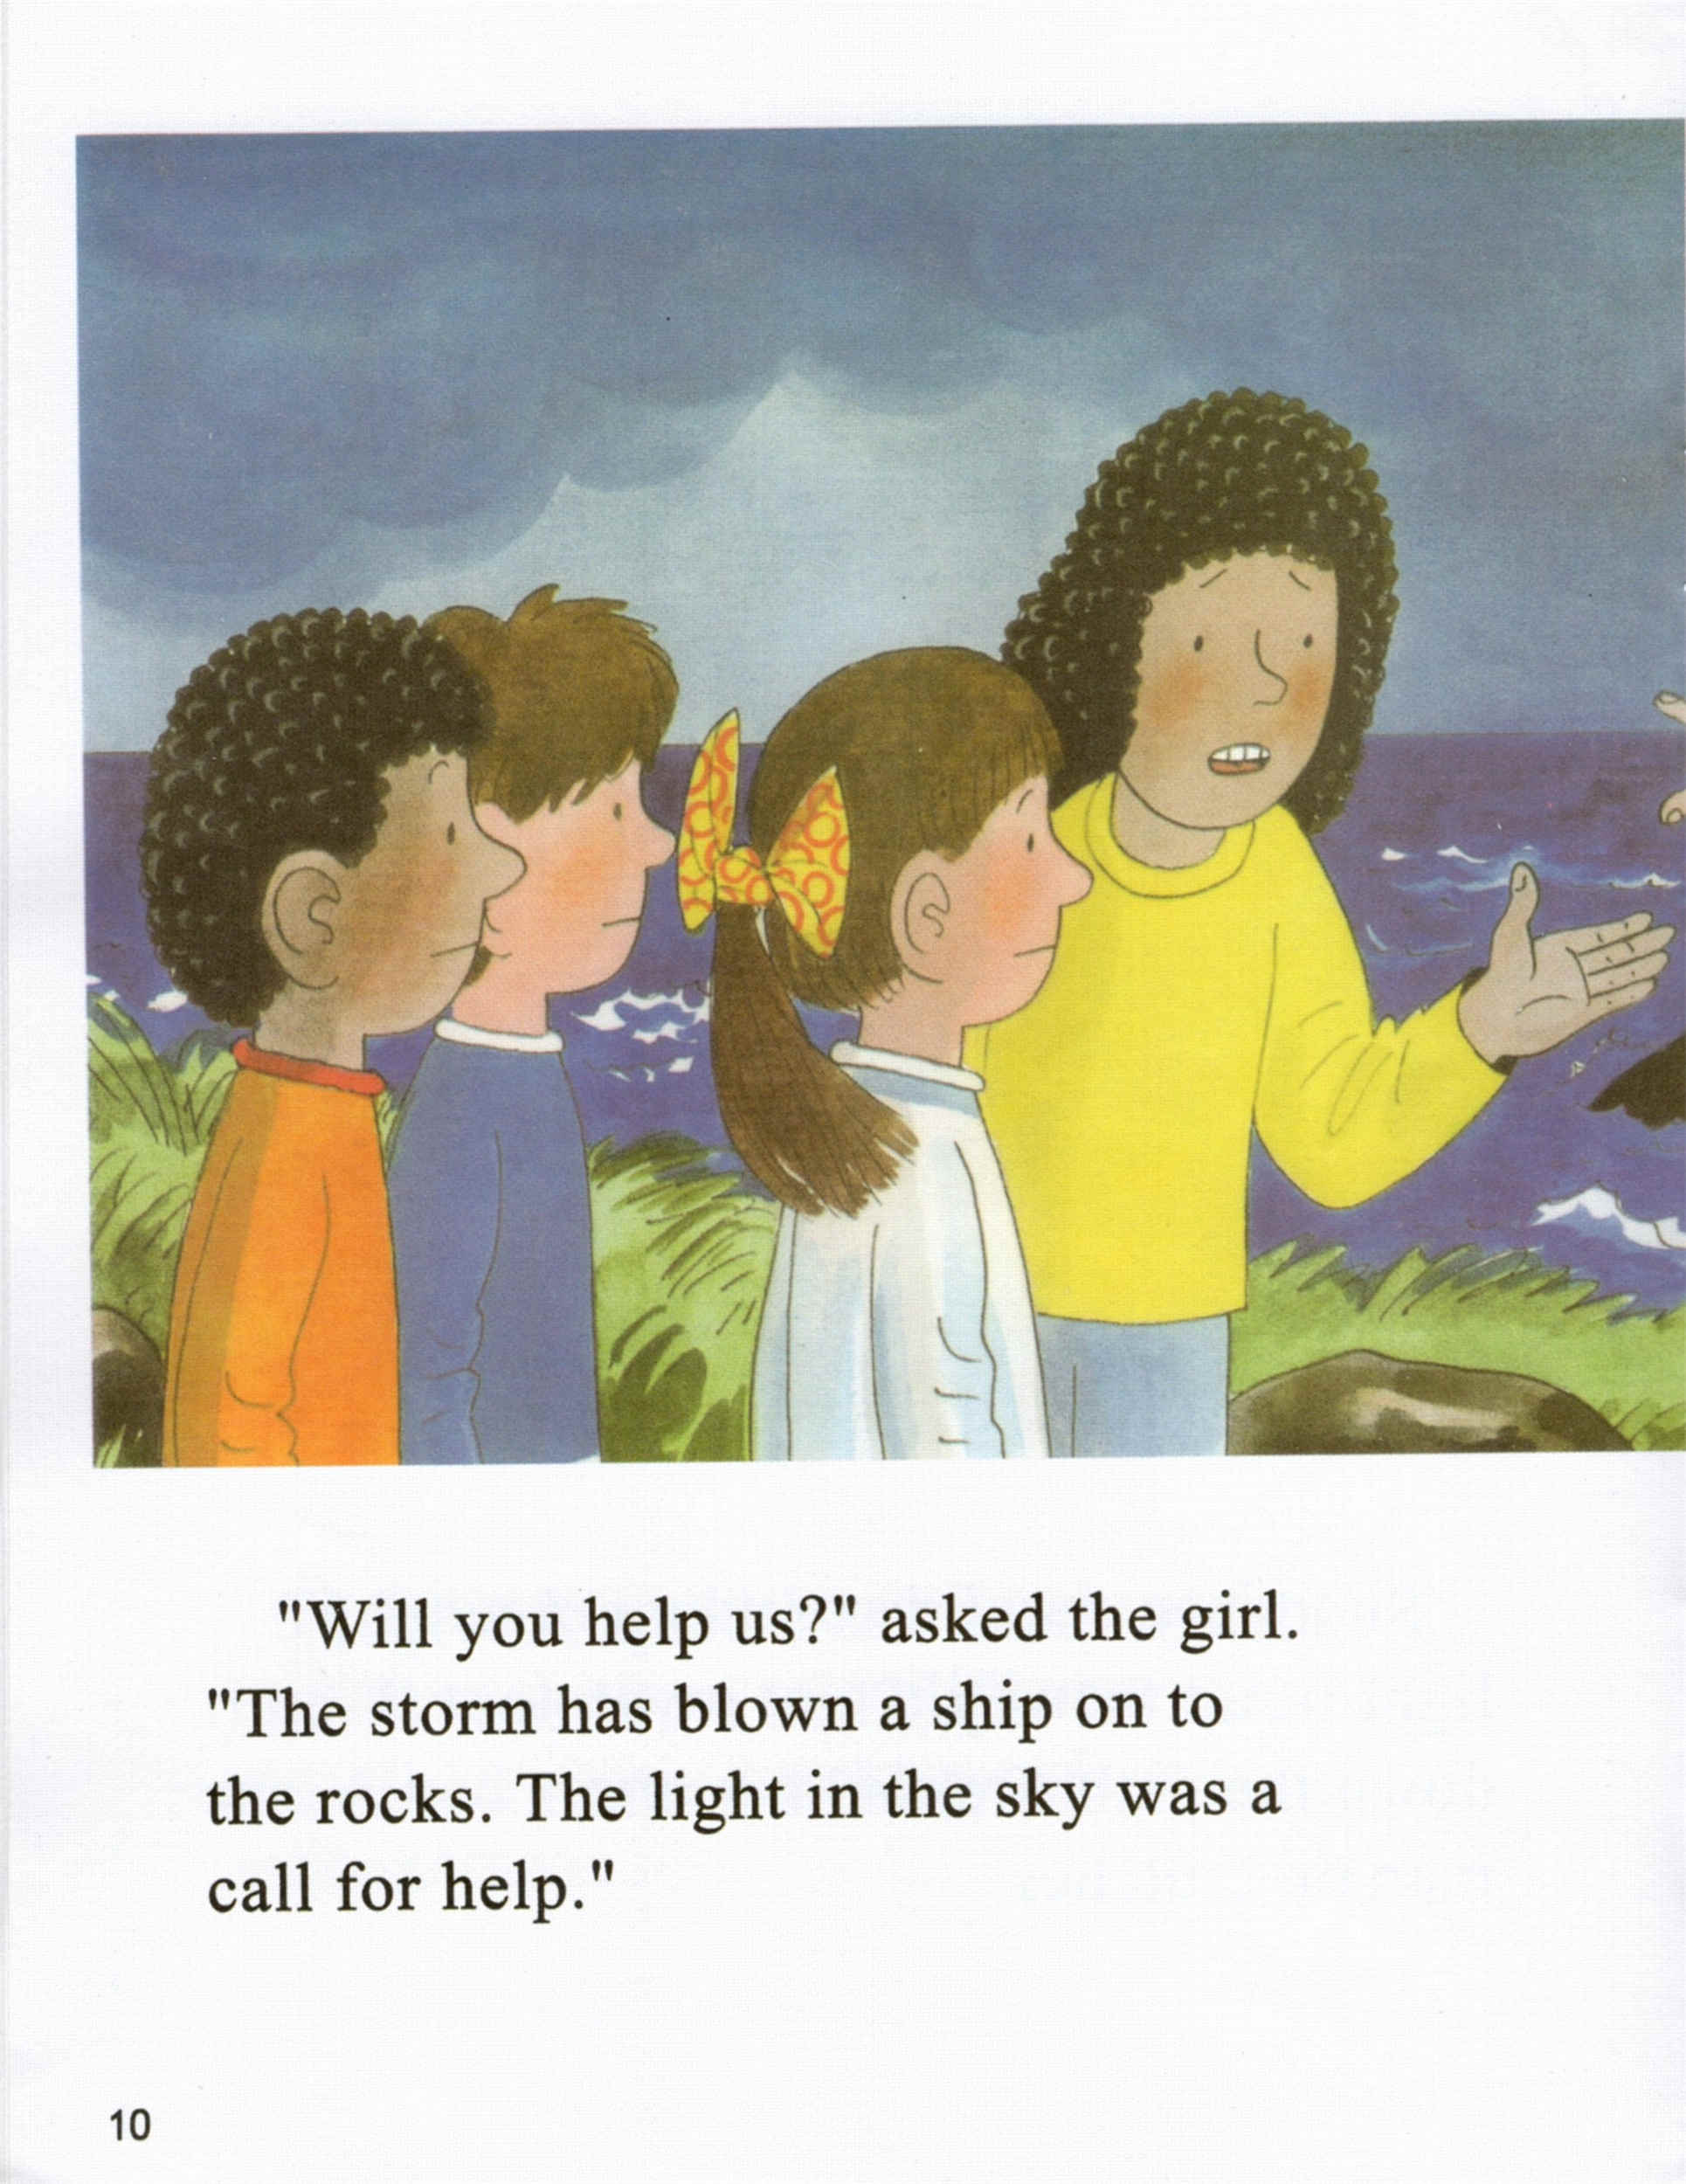 "Will you help us?" asked the girl.
"The storm has blown a ship on to
the rocks. The light in the sky was a
call for help."
10